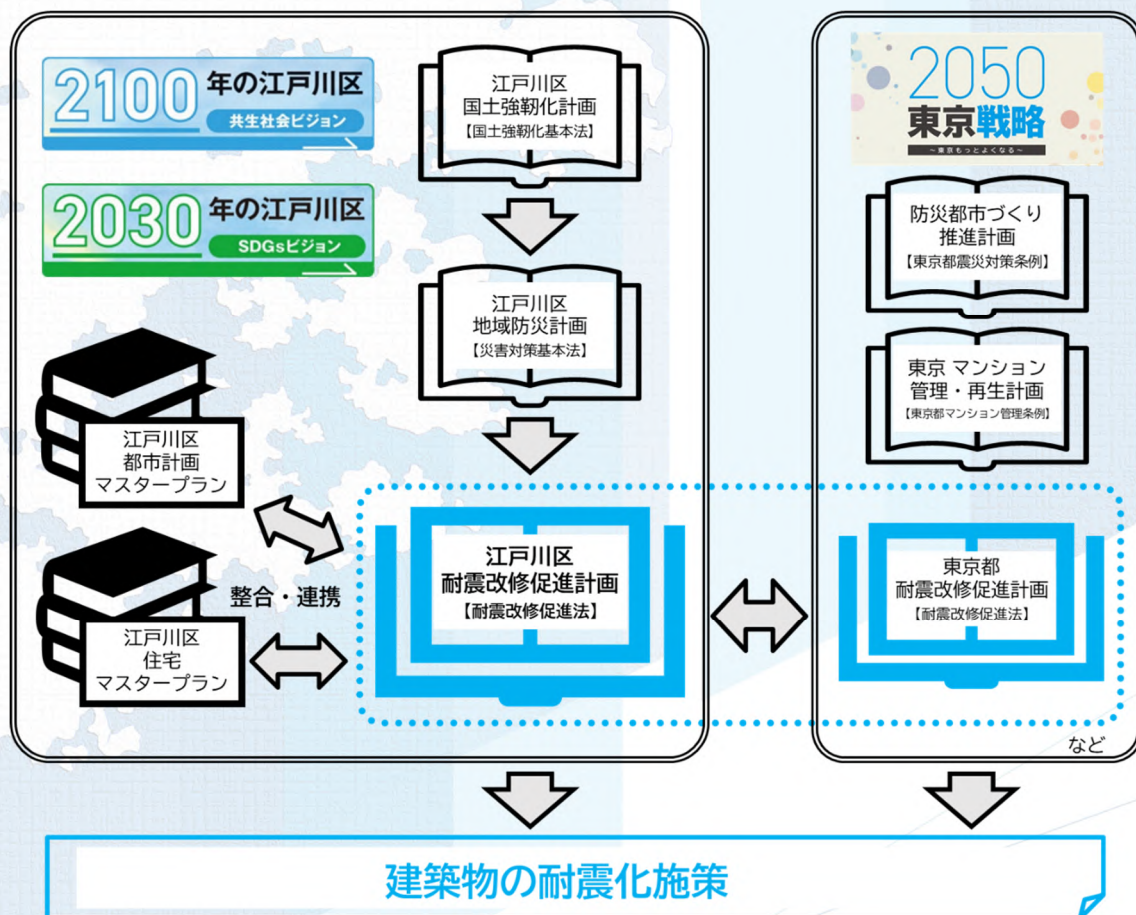 2100年の江戸川区
共生社会ビジョン
2030年の江戸川区
SDGsビジョン
江戸川区
国土強靭化計画
【国土強靭化基本法】
江戸川区
地域防災計画
【災害対策基本法】
江戸川区
都市計画
マスタープラン
江戸川区
住宅
マスタープラン
整合・連携
江戸川区
耐震改修促進計画
【耐震改修促進法】
2050
東京戦略
~東京もっとよくなる~
防災都市づくり
推進計画
【東京都震災対策条例】
東京 マンション
管理・再生計画
【東京都マンション管理条例】
東京都
耐震改修促進計画
【耐震改修促進法】
など
建築物の耐震化施策